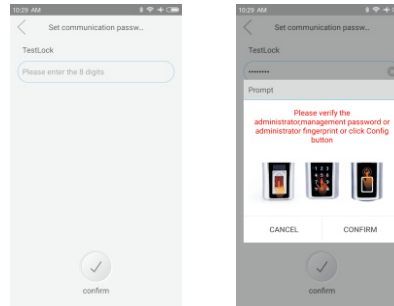 10:29 AM
Set communication passw...
TestLock
Please enter the 8 digits
confirm
10:29 AM
Set communication passw...
TestLock
••••••••
Prompt
Please verify the
administrator,management password or
administrator fingerprint or click Config
button
CANCEL CONFIRM
confirm